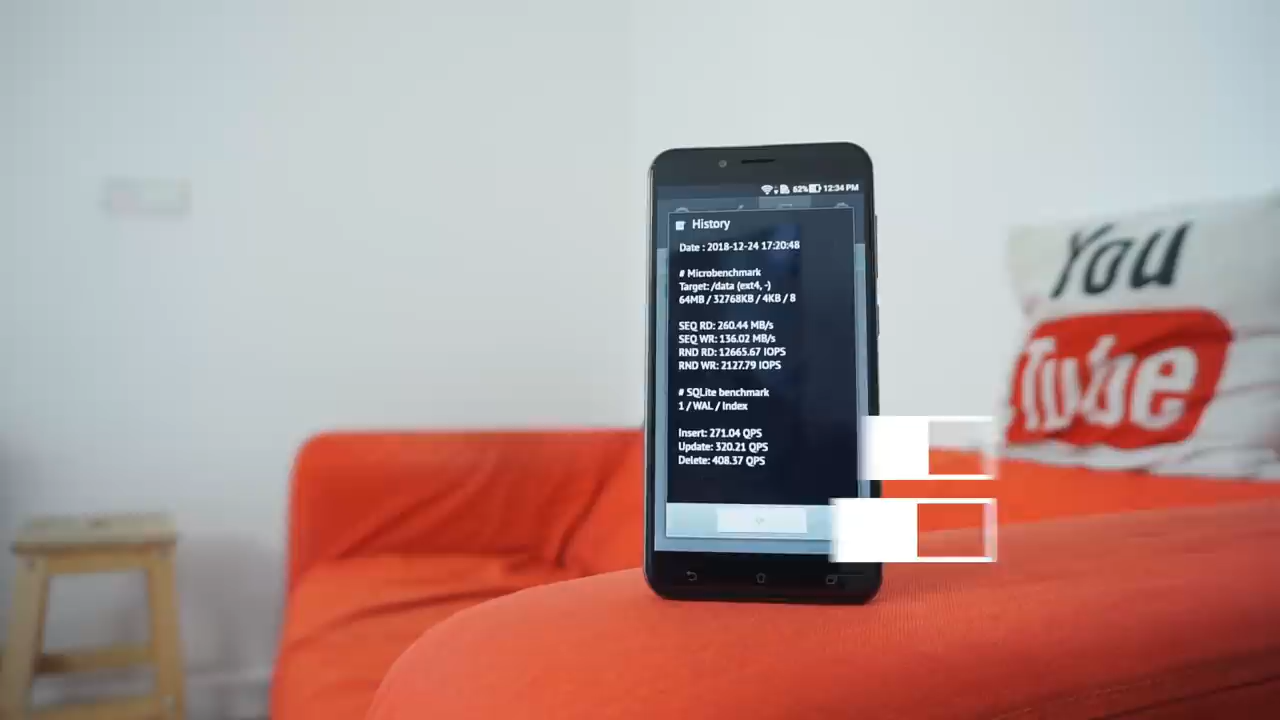 62% 12:34 PM
History
Date : 2018-12-24 17:20:48
# Microbenchmark
Target: /data (ext4, -)
64MB / 32768KB / 4KB / 8
SEQ RD: 260.44 MB/s
SEQ WR: 136.02 MB/s
RND RD: 12665.67 IOPS
RND WR: 2127.79 IOPS
# SQLite benchmark
1 / WAL / Index
Insert: 271.04 QPS
Update: 320.21 QPS
Delete: 408.37 QPS
You
Tube